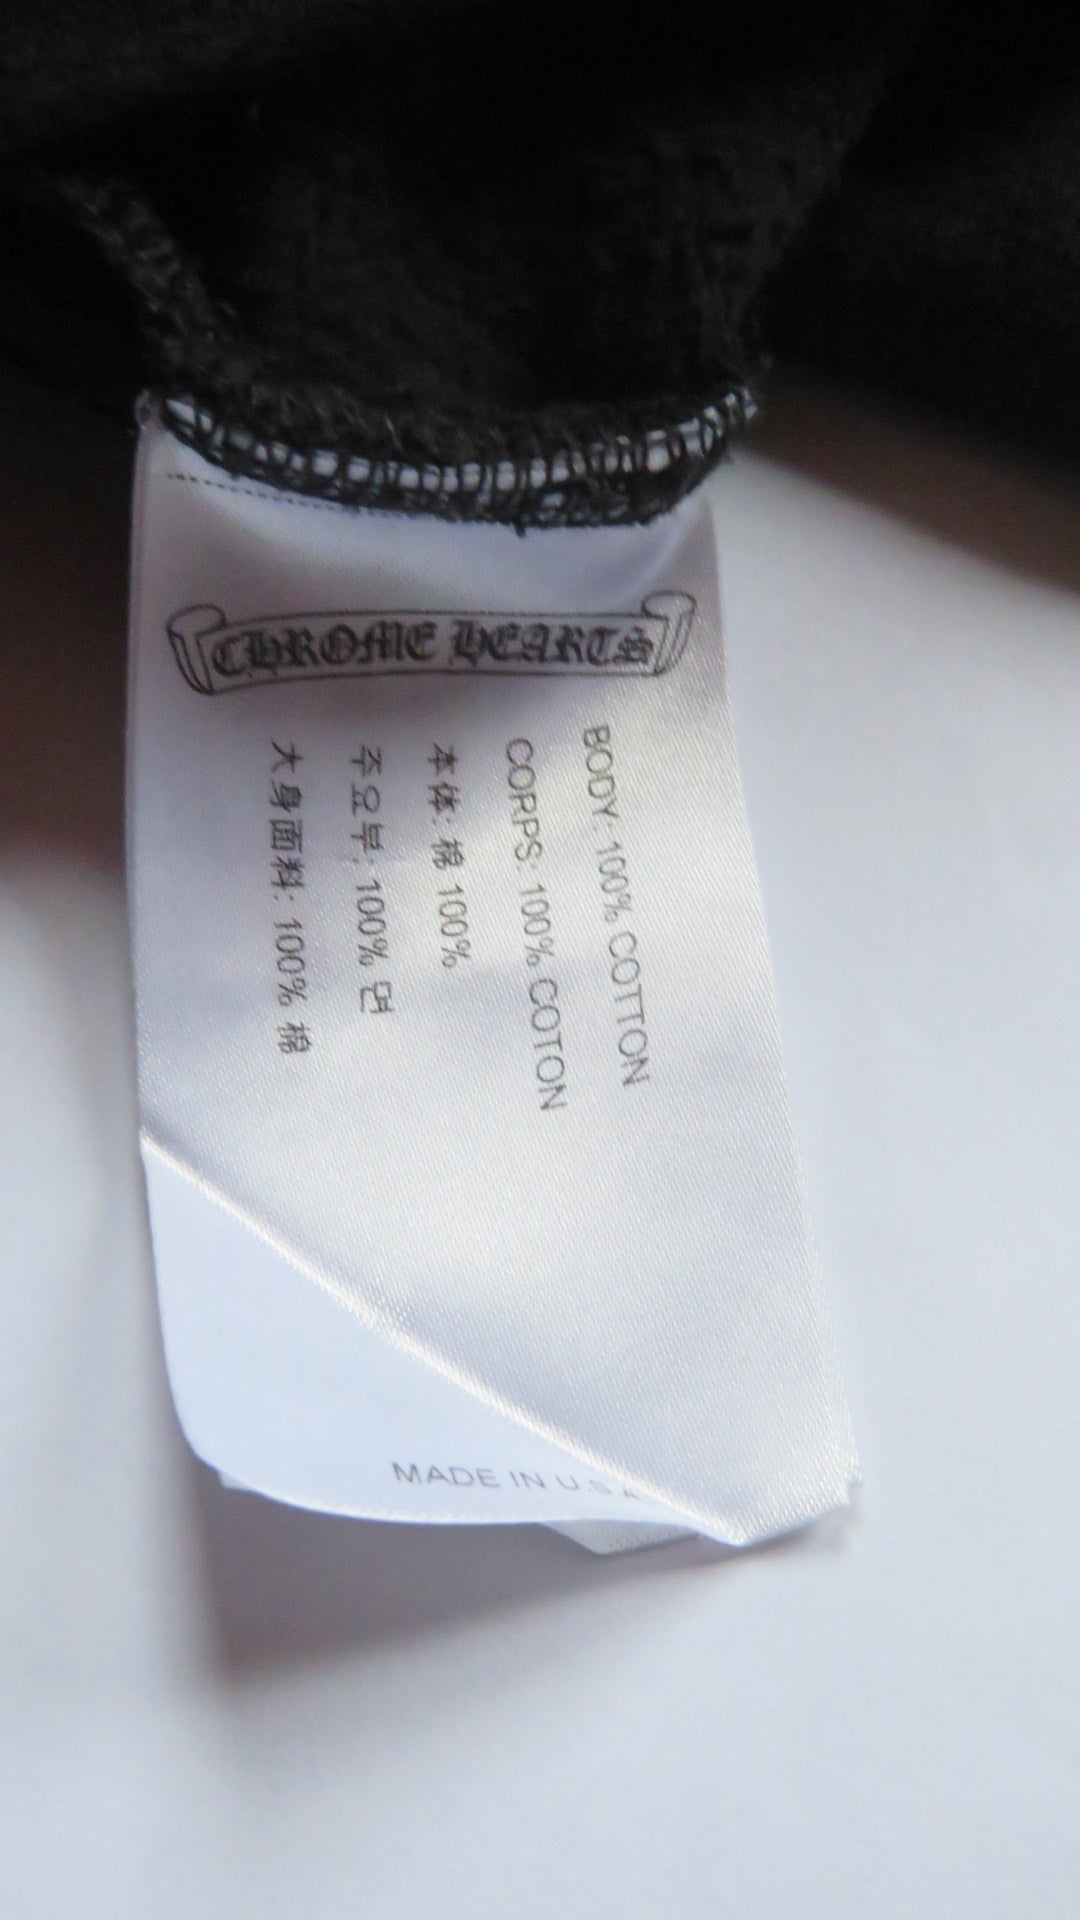 CHROME HEARTS
BODY: 100% COTTON
CORPS: 100% COTON
本体: 棉 100%
주요부: 100% 면
大身面料: 100% 棉
MADE IN U.S.A